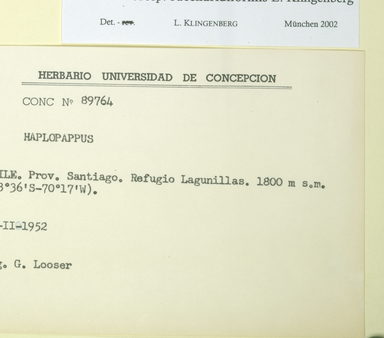 L. Klingenberg
Det. - L. KLINGENBERG München 2002
HERBARIO UNIVERSIDAD DE CONCEPCION
CONC Nº 89764
HAPLOPAPPUS
ILE. Prov. Santiago. Refugio Lagunillas. 1800 m s.m.
3°36'S-70°17'W).
-II-1952
g. G. Looser